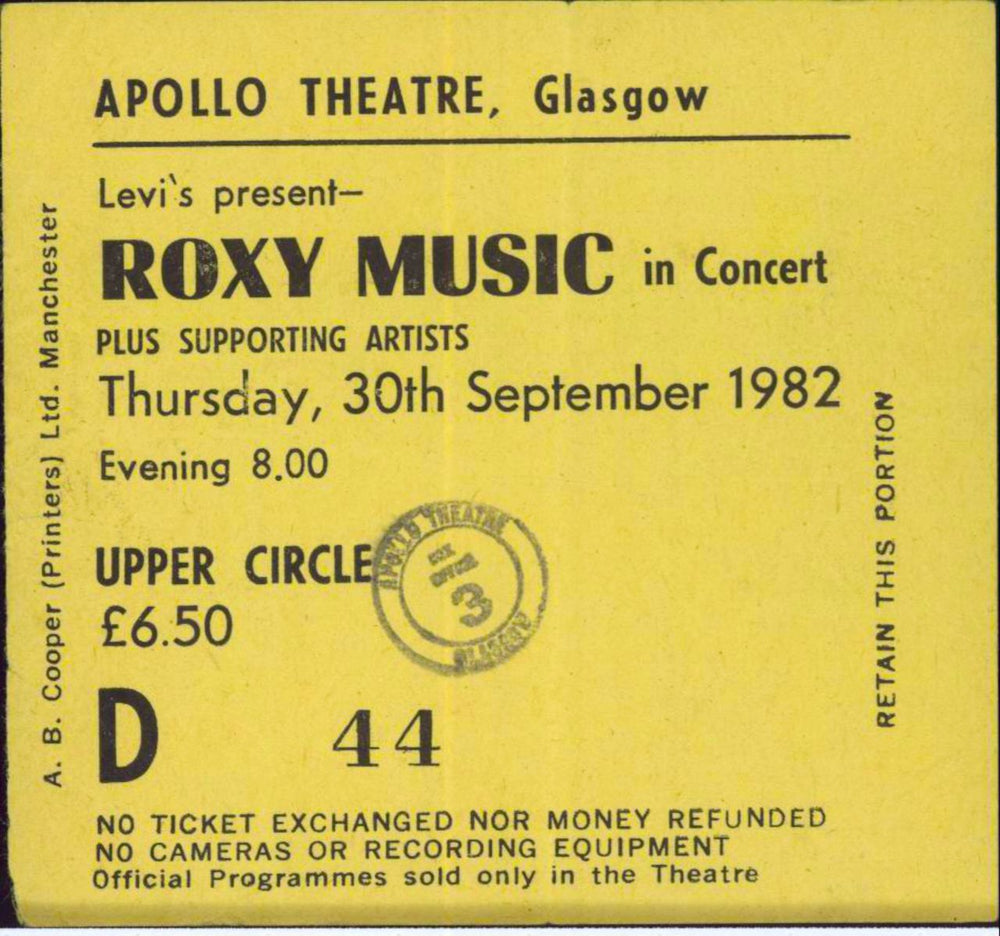 APOLLO THEATRE, Glasgow
Levi's present—
ROXY MUSIC in Concert
PLUS SUPPORTING ARTISTS
Thursday, 30th September 1982
Evening 8.00
UPPER CIRCLE
£6.50
APOLLO THEATRE
3
D 44
NO TICKET EXCHANGED NOR MONEY REFUNDED
NO CAMERAS OR RECORDING EQUIPMENT
Official Programmes sold only in the Theatre
A. B. Cooper (Printers) Ltd. Manchester
RETAIN THIS PORTION